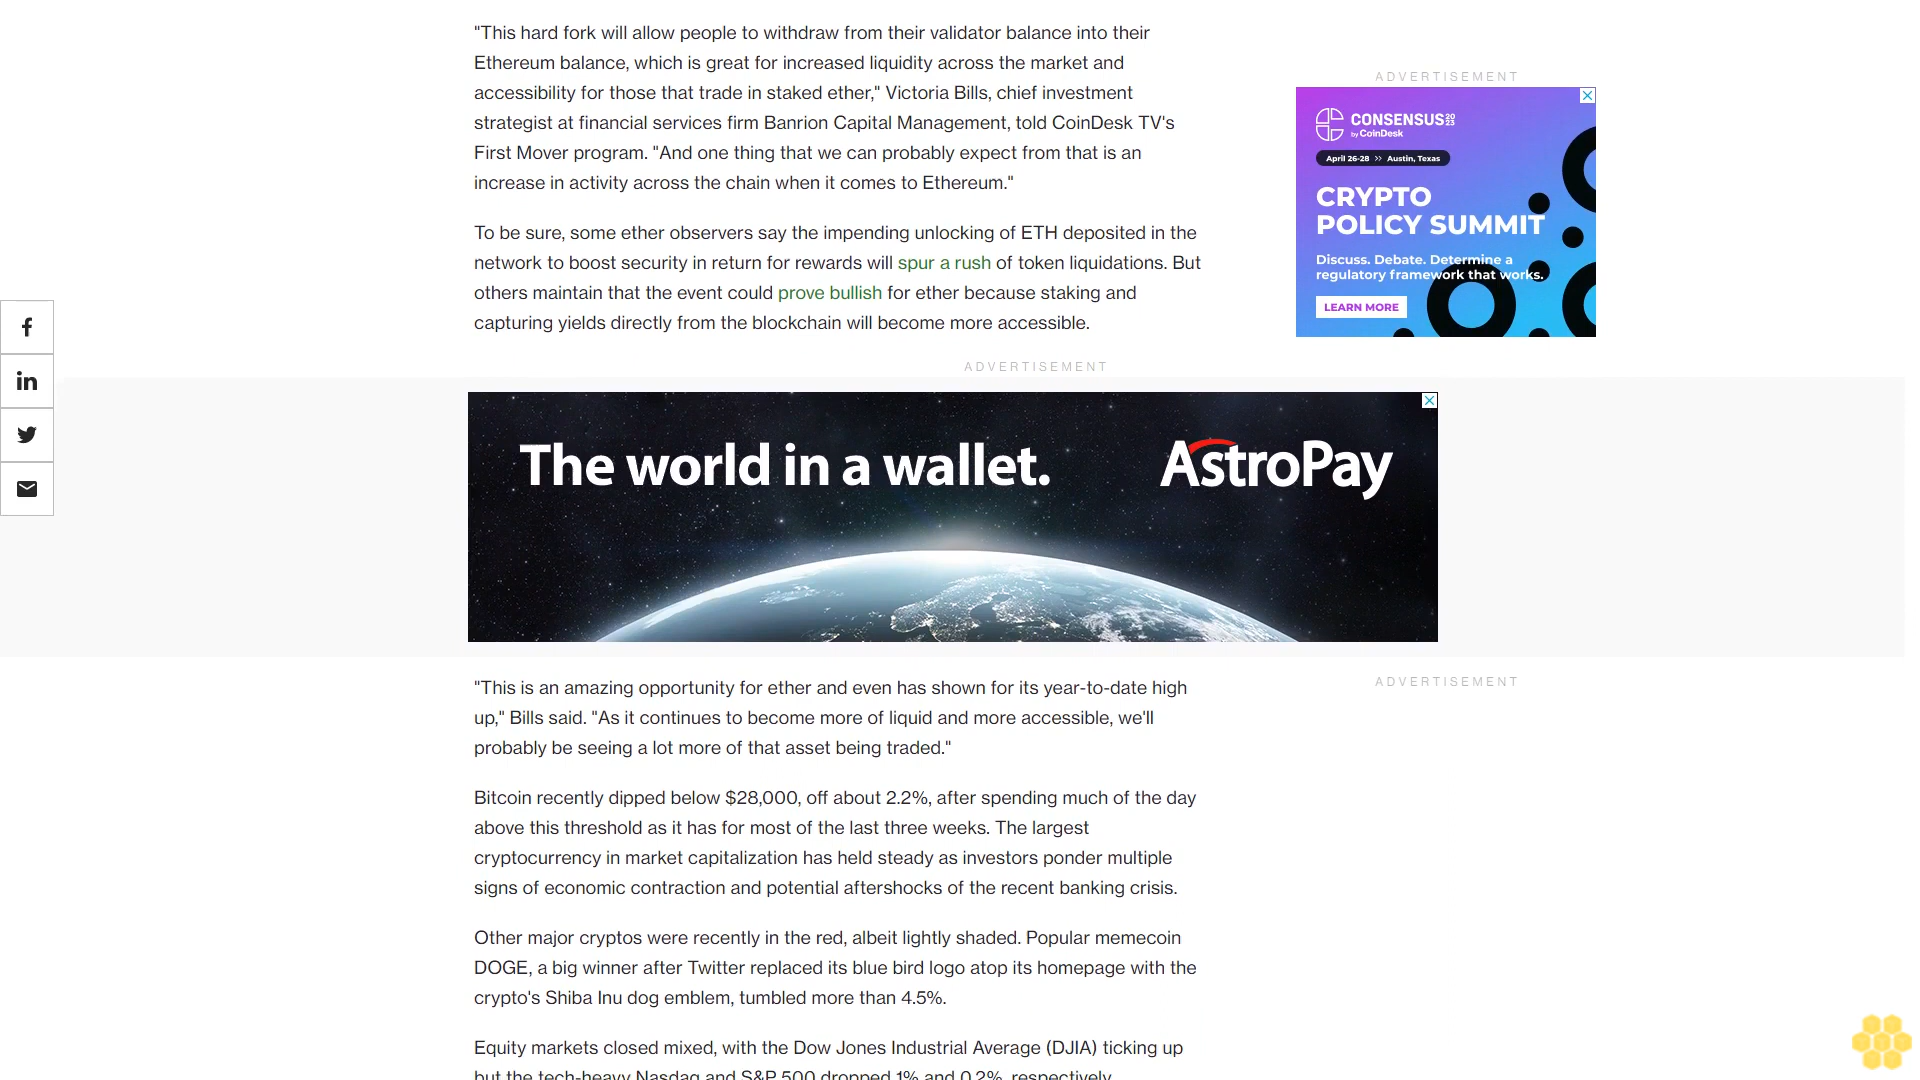 "This hard fork will allow people to withdraw from their validator balance into their
Ethereum balance, which is great for increased liquidity across the market and
accessibility for those that trade in staked ether," Victoria Bills, chief investment
strategist at financial services firm Banrion Capital Management, told CoinDesk TV's
First Mover program. "And one thing that we can probably expect from that is an
increase in activity across the chain when it comes to Ethereum."
To be sure, some ether observers say the impending unlocking of ETH deposited in the
network to boost security in return for rewards will spur a rush of token liquidations. But
others maintain that the event could prove bullish for ether because staking and
capturing yields directly from the blockchain will become more accessible.
ADVERTISEMENT
CONSENSUS 2023
by CoinDesk
April 26-28 >> Austin, Texas
CRYPTO
POLICY SUMMIT
Discuss. Debate. Determine a
regulatory framework that works.
LEARN MORE
ADVERTISEMENT
The world in a wallet.
AstroPay
"This is an amazing opportunity for ether and even has shown for its year-to-date high
up," Bills said. "As it continues to become more of liquid and more accessible, we'll
probably be seeing a lot more of that asset being traded."
ADVERTISEMENT
Bitcoin recently dipped below $28,000, off about 2.2%, after spending much of the day
above this threshold as it has for most of the last three weeks. The largest
cryptocurrency in market capitalization has held steady as investors ponder multiple
signs of economic contraction and potential aftershocks of the recent banking crisis.
Other major cryptos were recently in the red, albeit lightly shaded. Popular memecoin
DOGE, a big winner after Twitter replaced its blue bird logo atop its homepage with the
crypto's Shiba Inu dog emblem, tumbled more than 4.5%.
Equity markets closed mixed, with the Dow Jones Industrial Average (DJIA) ticking up
but the tech-heavy Nasdaq and S&P 500 dropped 1% and 0.2%, respectively.